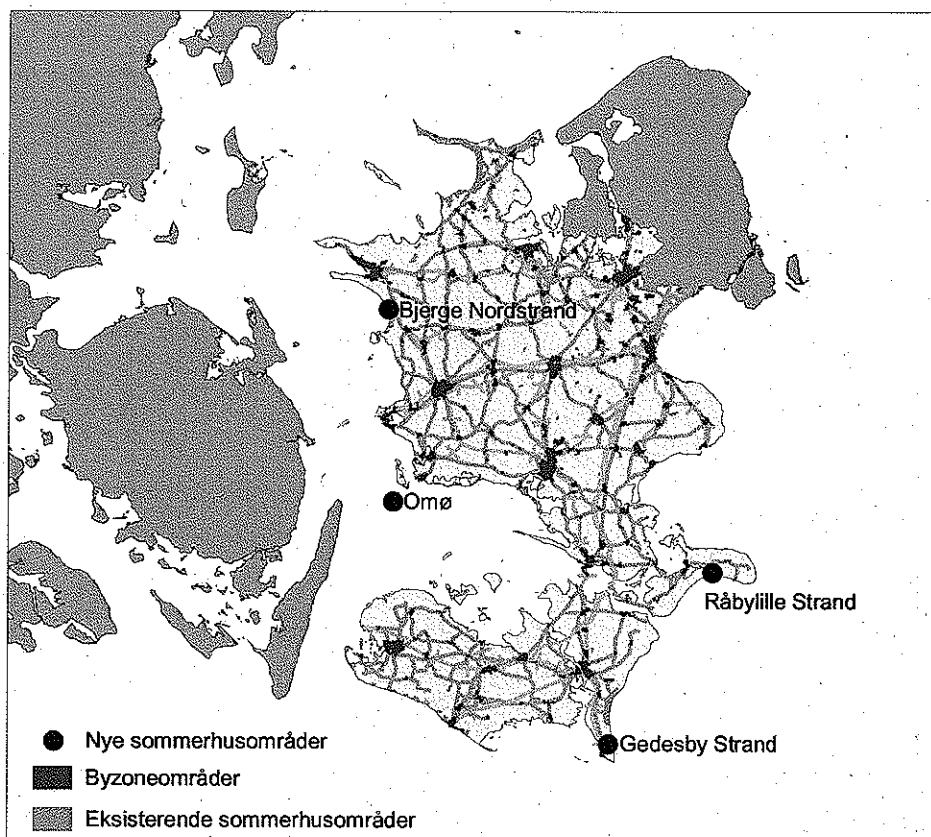 Bjerge Nordstrand
Omø
Råbylille Strand
Gedesby Strand
Nye sommerhusområder
Byzoneområder
Eksisterende sommerhusområder